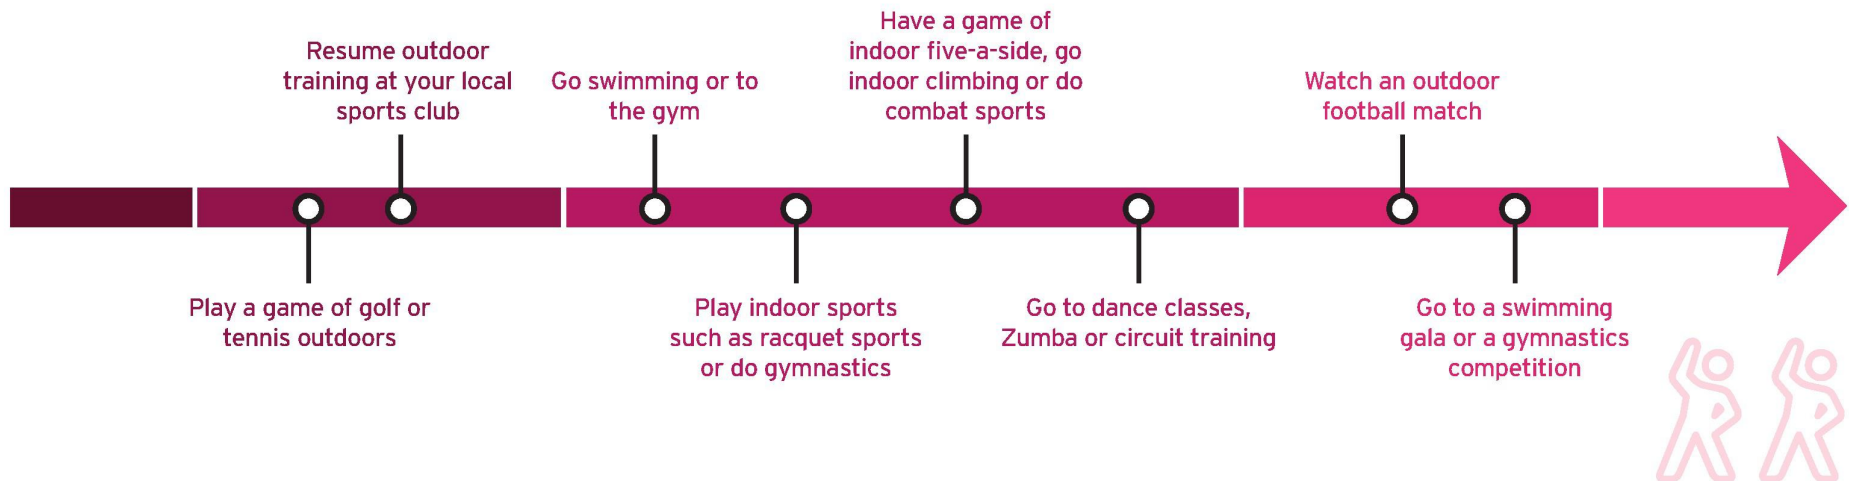 Resume outdoor
training at your local
sports club
Go swimming or to
the gym
Have a game of
indoor five-a-side, go
indoor climbing or do
combat sports
Watch an outdoor
football match
Play a game of golf or
tennis outdoors
Play indoor sports
such as racquet sports
or do gymnastics
Go to dance classes,
Zumba or circuit training
Go to a swimming
gala or a gymnastics
competition